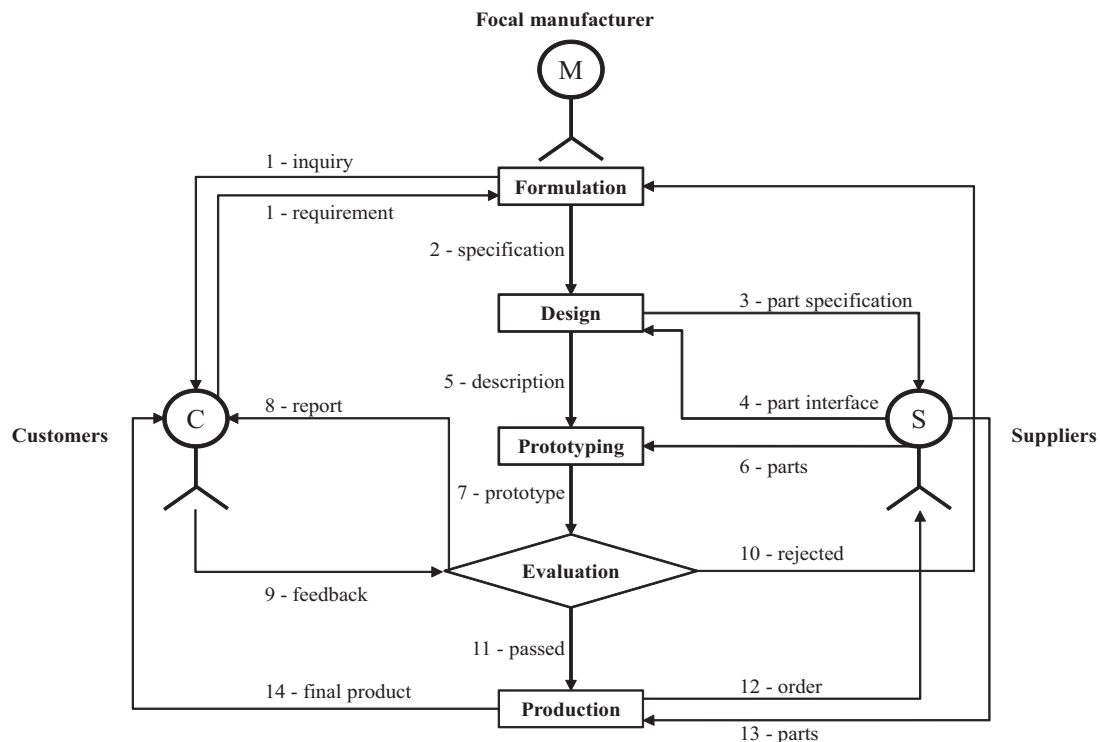 Focal manufacturer
M
1 - inquiry
Formulation
1 - requirement
2 - specification
3 - part specification
Design
5 - description
8 - report
4 - part interface
C
S
Customers
Suppliers
Prototyping
6 - parts
7 - prototype
10 - rejected
Evaluation
9 - feedback
11 - passed
14 - final product
12 - order
Production
13 - parts